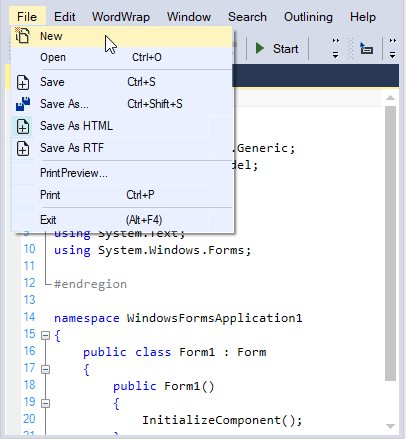 File Edit WordWrap Window Search Outlining Help
New
Start
Open Ctrl+O
Save Ctrl+S
Save As... Ctrl+Shift+S
Save As HTML
.Generic;
Save As RTF
del;
PrintPreview...
Print Ctrl+P
Exit (Alt+F4)
9 using System.Text;
10 using System.Windows.Forms;
11
12 #endregion
13
14 namespace WindowsFormsApplication1
15 {
16 public class Form1 : Form
17 {
18 public Form1()
19 {
20 InitializeComponent();
21 }